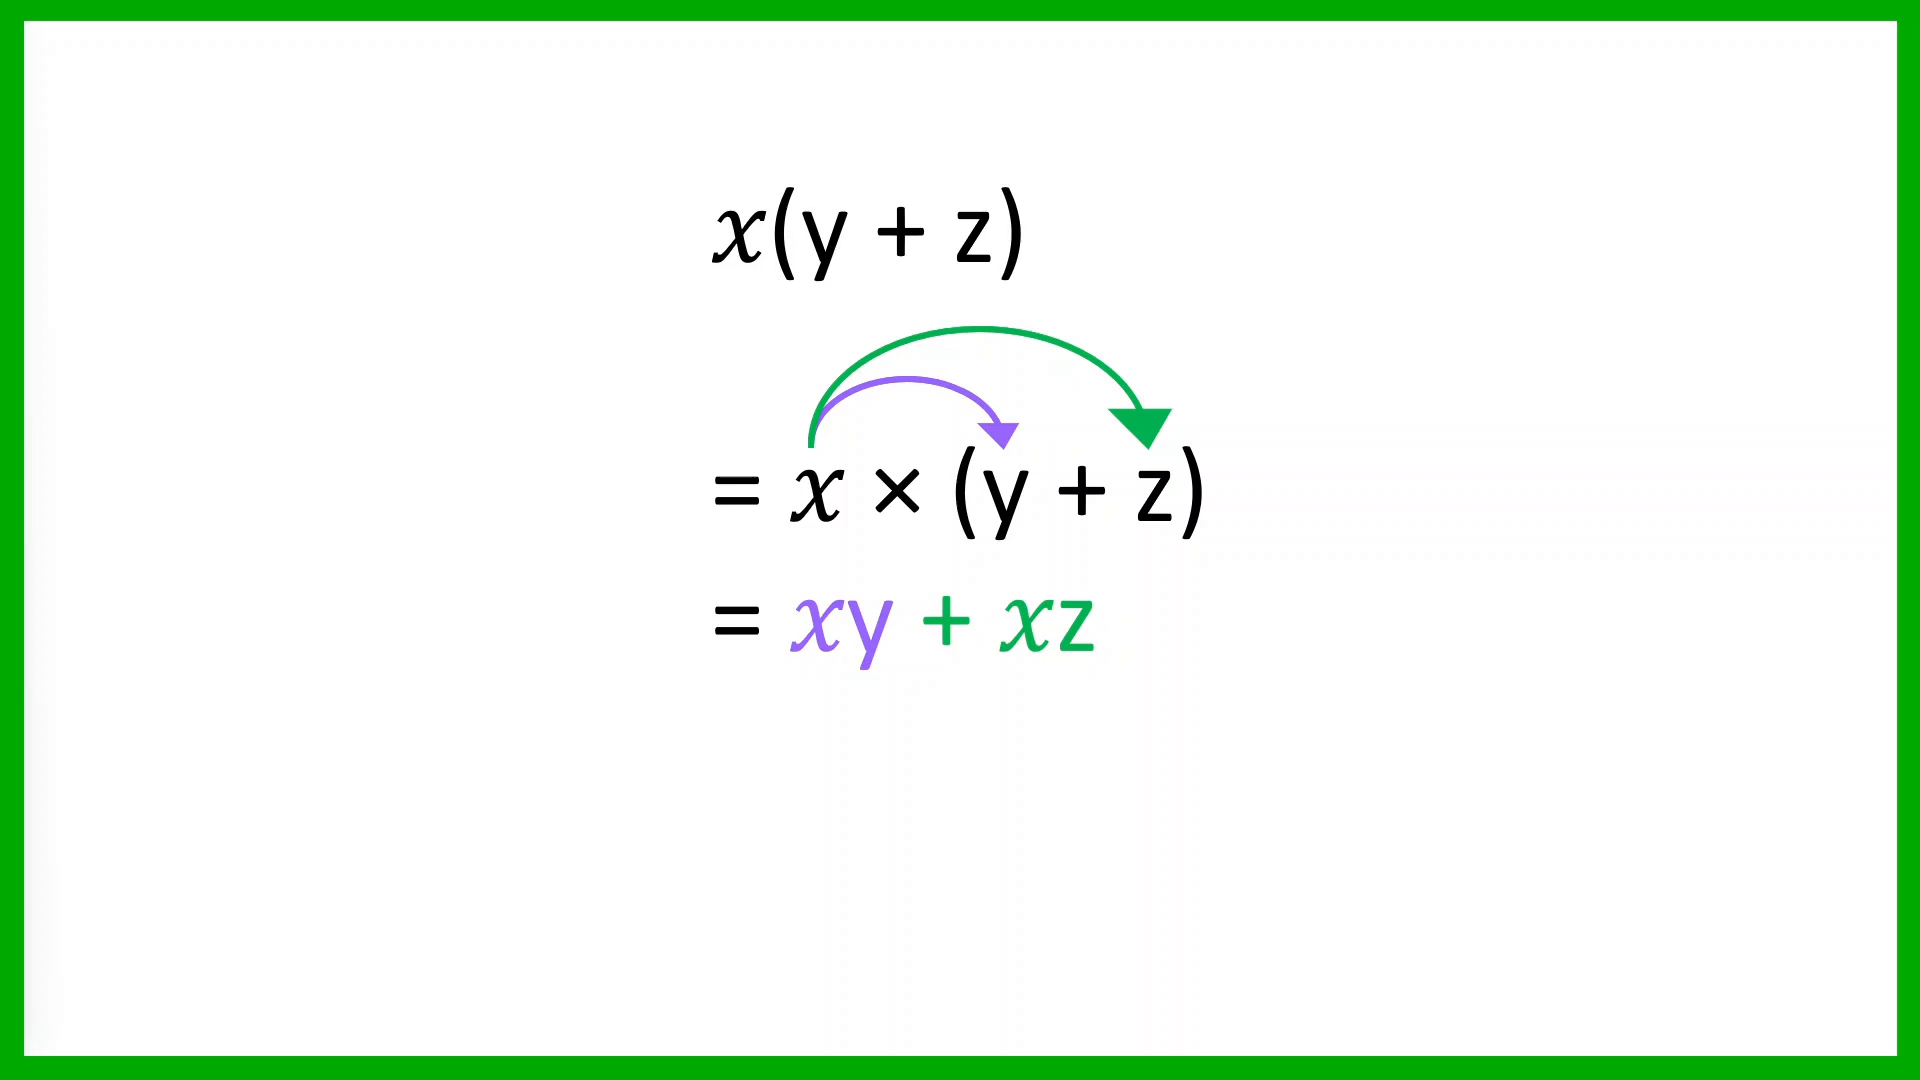 x(y + z)
= x × (y + z)
= xy + xz